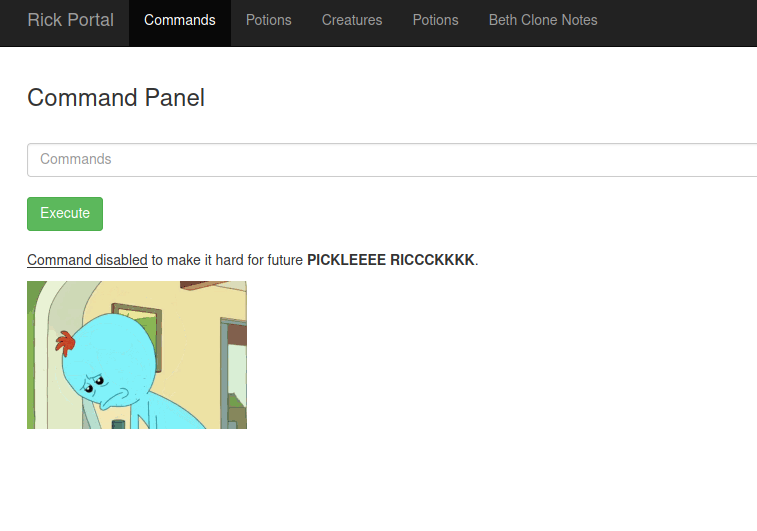 Rick Portal Commands Potions Creatures Potions Beth Clone Notes
Command Panel
Commands
Execute
Command disabled to make it hard for future PICKLEEEE RICCCKKKK.